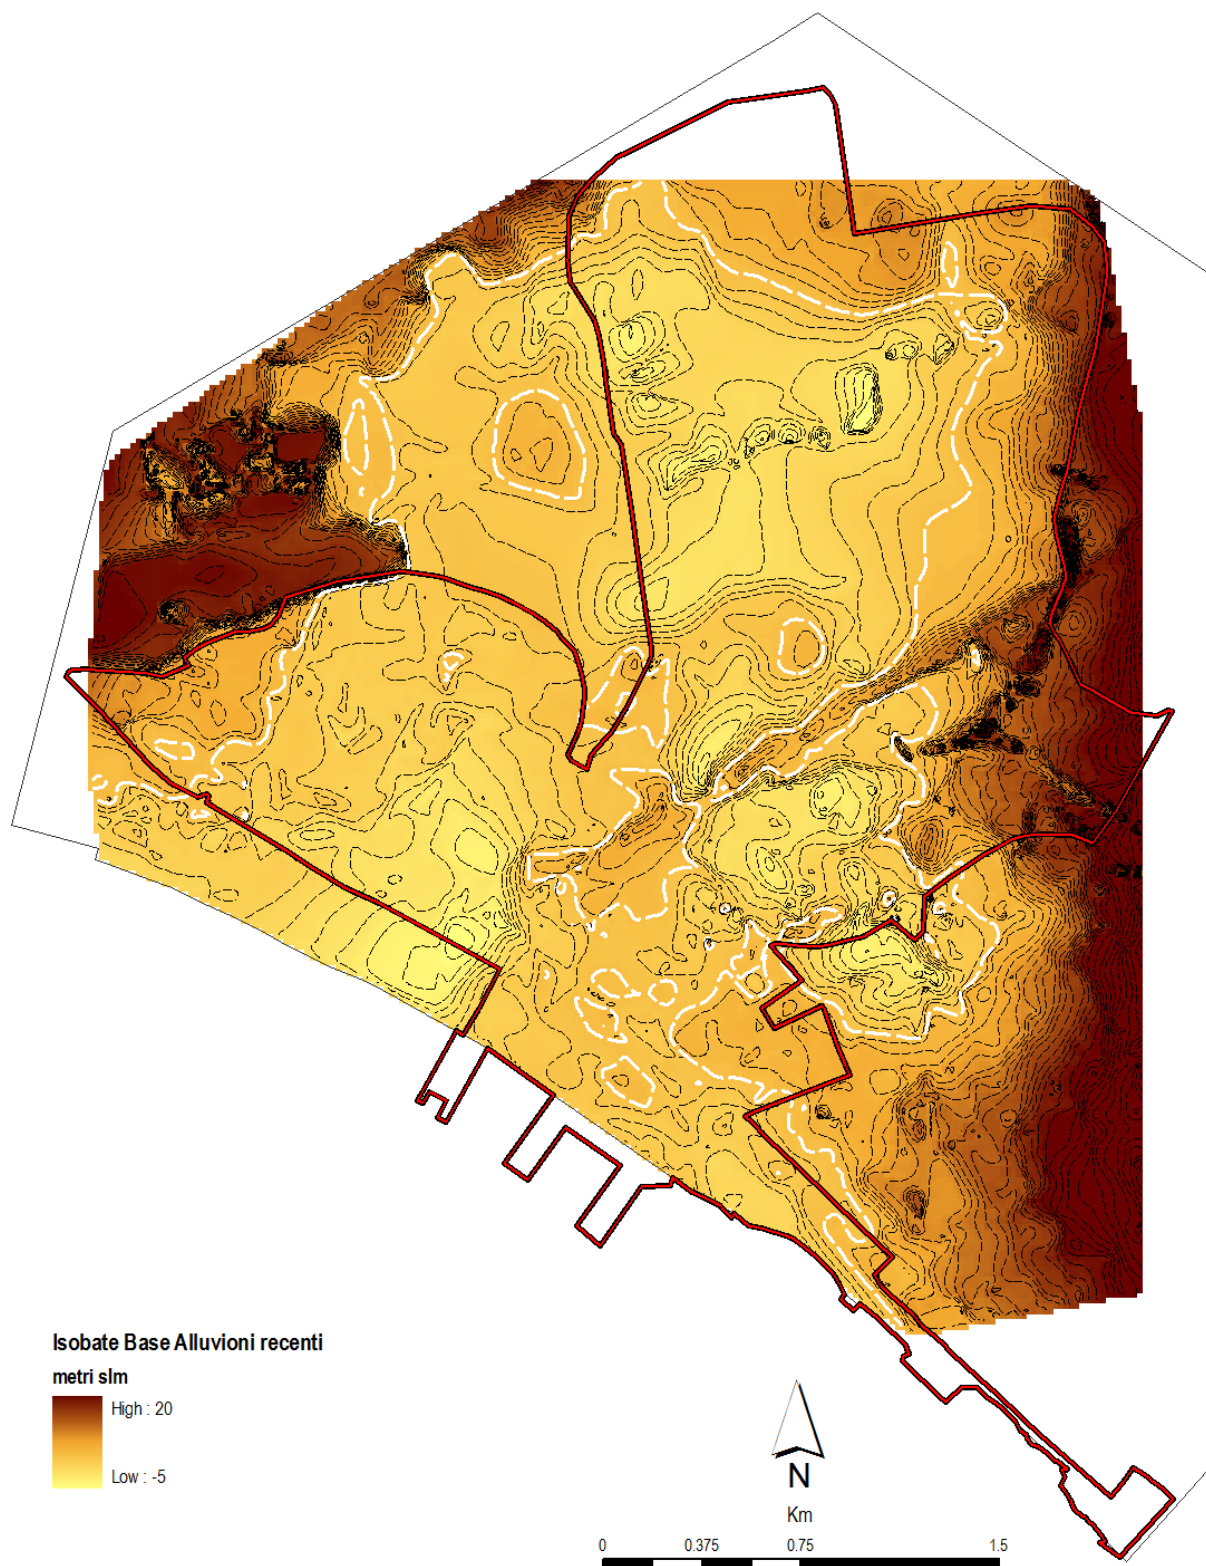 Isobate Base Alluvioni recenti
metri slm
High : 20
Low : -5
N
Km
0 0.375 0.75 1.5